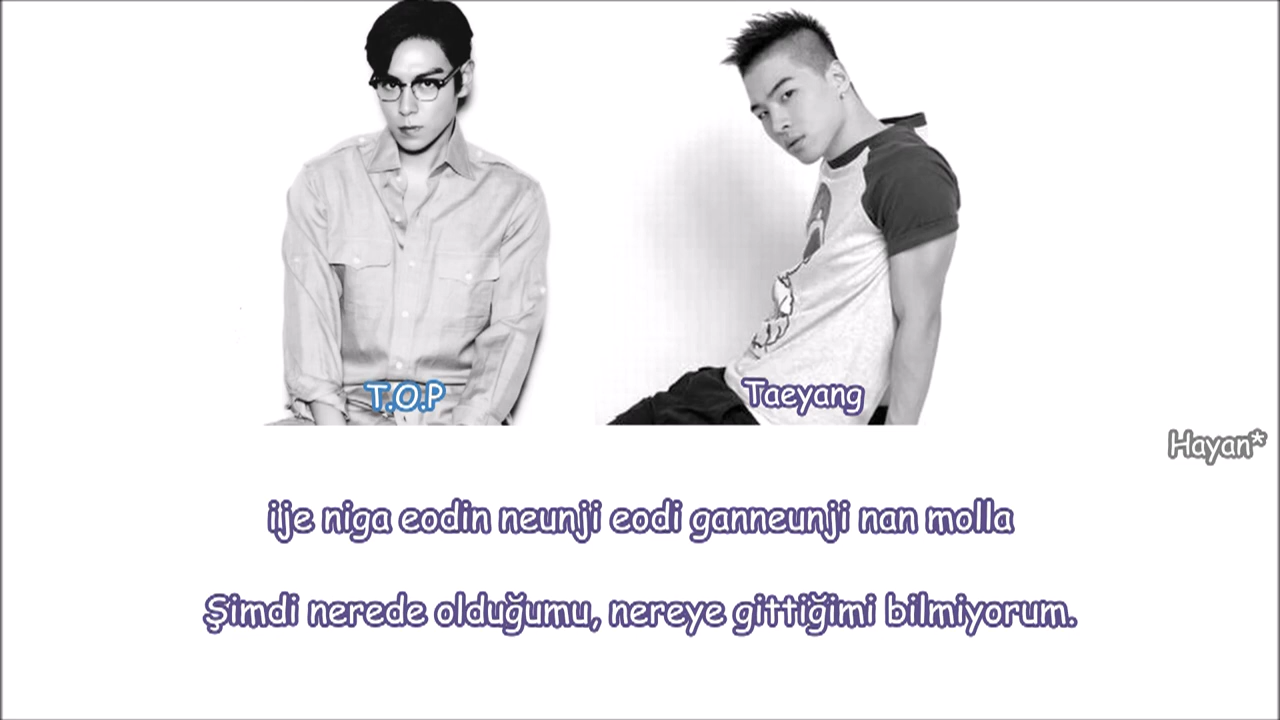 T.O.P
Taeyang
Hayan*
ije niga eodin neunji eodi ganneunji nan molla
Şimdi nerede olduğumu, nereye gittiğimi bilmiyorum.